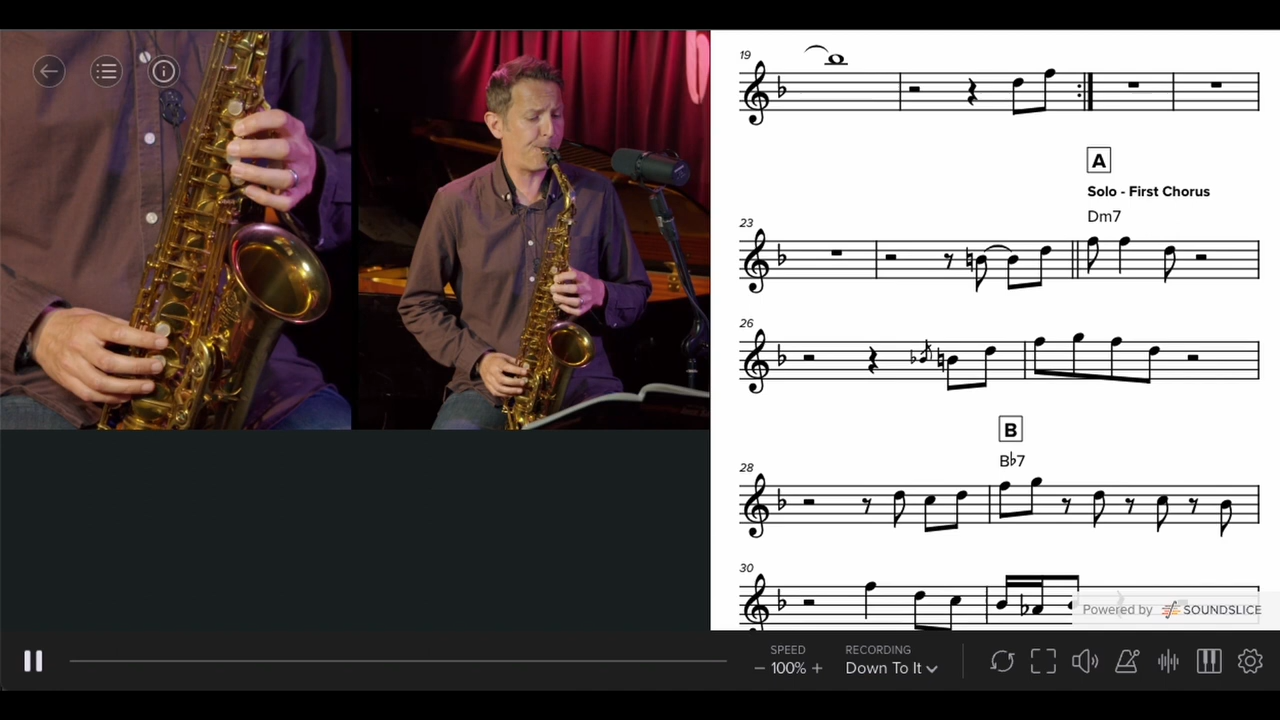 19
A
Solo - First Chorus
Dm7
23
26
B
B♭7
28
30
Powered by SOUNDSLICE
SPEED
− 100% +
RECORDING
Down To It